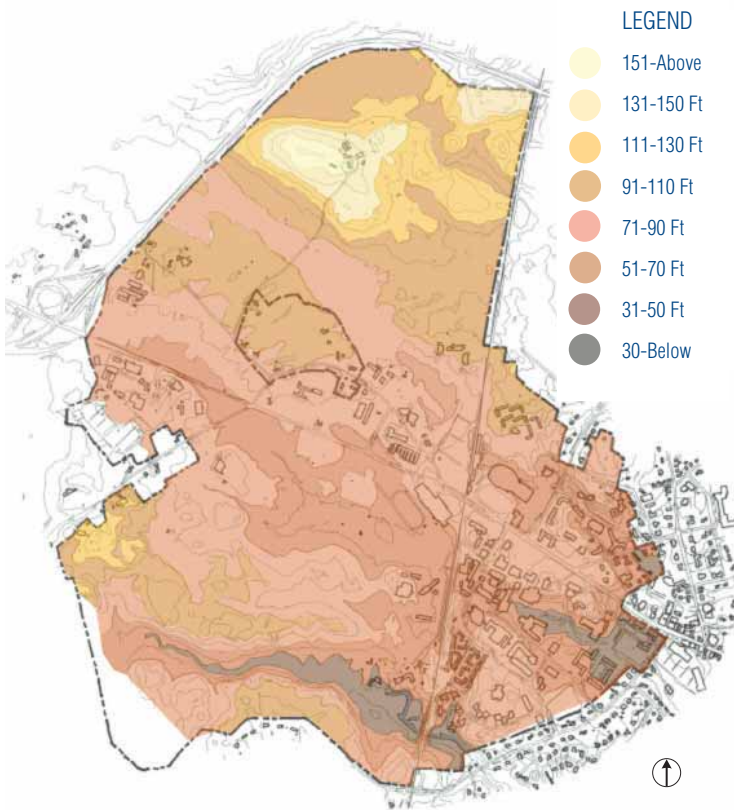 LEGEND
151-Above
131-150 Ft
111-130 Ft
91-110 Ft
71-90 Ft
51-70 Ft
31-50 Ft
30-Below